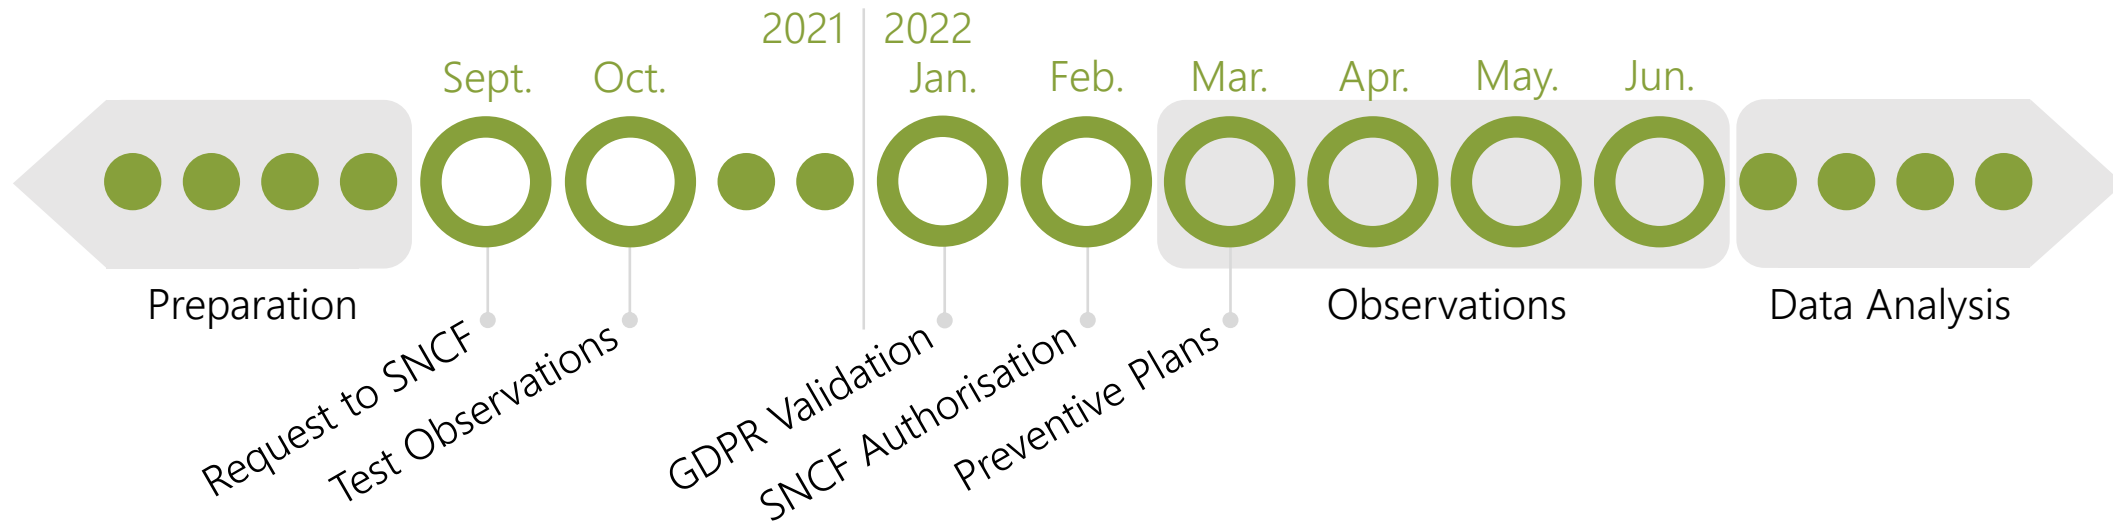 2021
2022
Sept.
Oct.
Jan.
Feb.
Mar.
Apr.
May.
Jun.
Preparation
Observations
Data Analysis
Request to SNCF
Test Observations
GDPR Validation
SNCF Authorisation
Preventive Plans